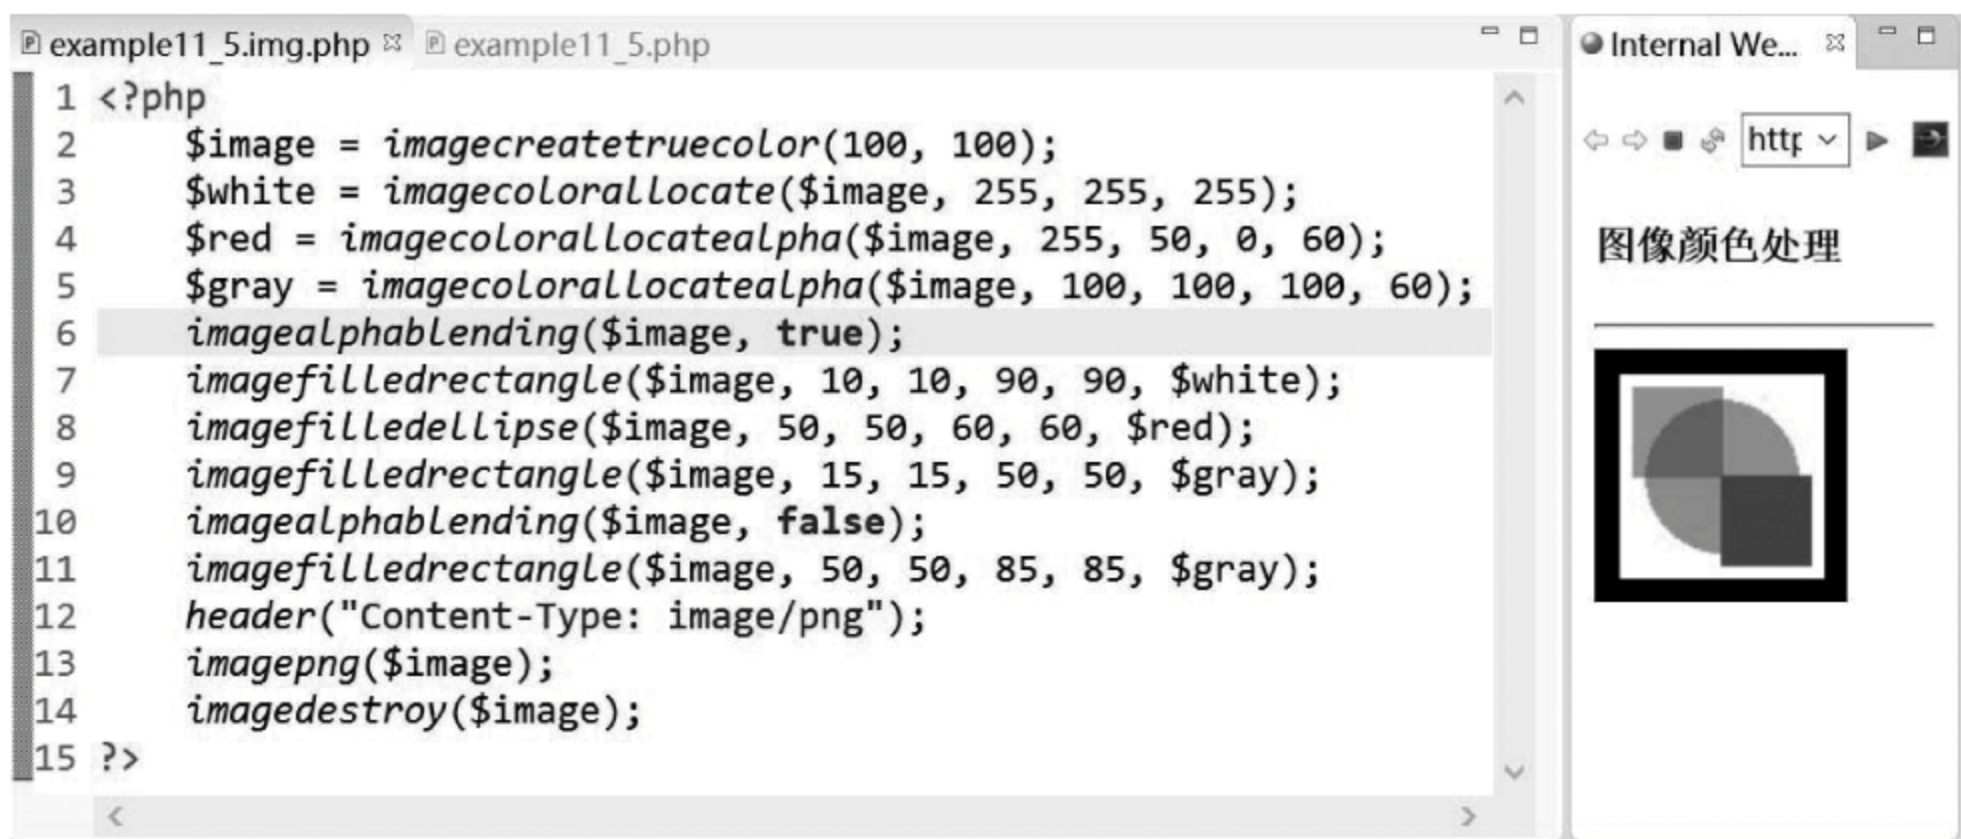 example11_5.img.php
example11_5.php
1 <?php
2 $image = imagecreatetruecolor(100, 100);
3 $white = imagecolorallocate($image, 255, 255, 255);
4 $red = imagecolorallocatealpha($image, 255, 50, 0, 60);
5 $gray = imagecolorallocatealpha($image, 100, 100, 100, 60);
6 imagealphablending($image, true);
7 imagefilledrectangle($image, 10, 10, 90, 90, $white);
8 imagefilledellipse($image, 50, 50, 60, 60, $red);
9 imagefilledrectangle($image, 15, 15, 50, 50, $gray);
10 imagealphablending($image, false);
11 imagefilledrectangle($image, 50, 50, 85, 85, $gray);
12 header("Content-Type: image/png");
13 imagepng($image);
14 imagedestroy($image);
15 ?>
Internal We...
http
图像颜色处理